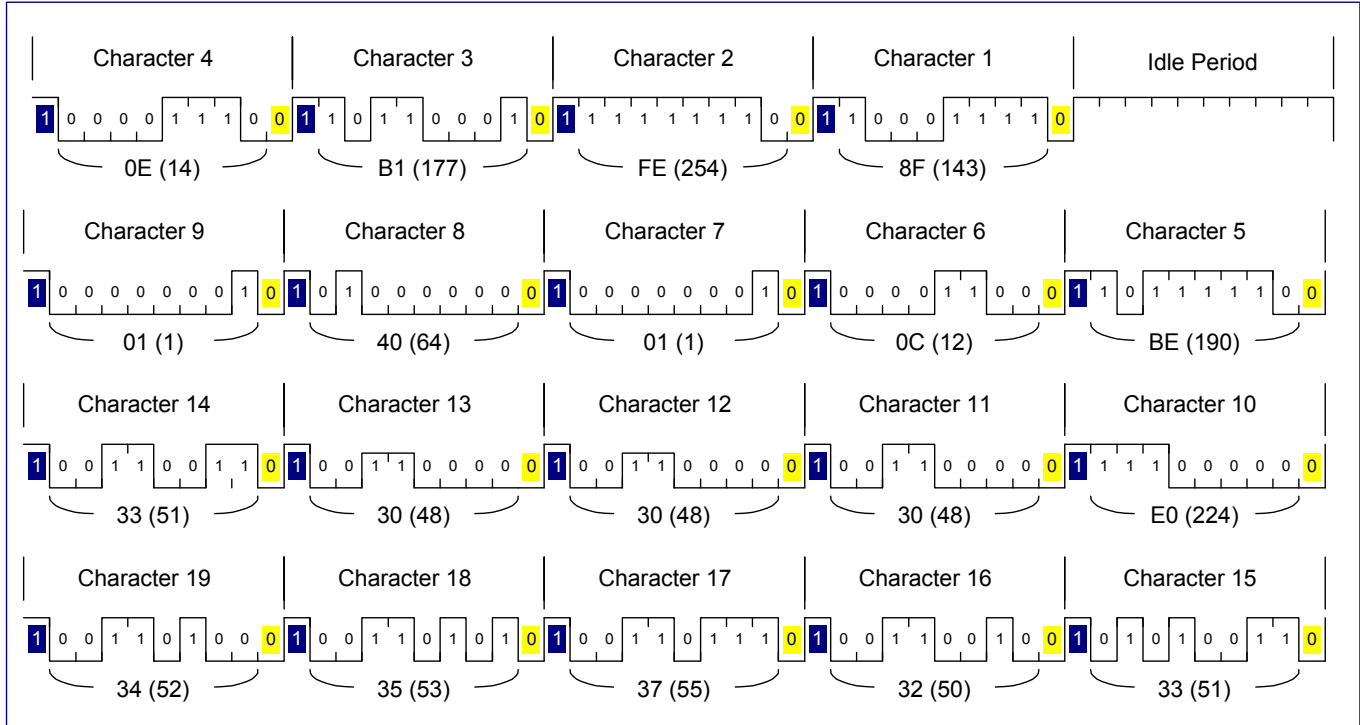 Character 4 Character 3 Character 2 Character 1 Idle Period
1 0 0 0 0 1 1 1 0 0 1 1 0 1 1 0 0 0 1 0 1 1 1 1 1 1 1 1 0 0 1 1 0 0 0 1 1 1 1 0
0E (14) B1 (177) FE (254) 8F (143)
Character 9 Character 8 Character 7 Character 6 Character 5
1 0 0 0 0 0 0 0 1 0 1 0 1 0 0 0 0 0 0 0 1 0 0 0 0 0 0 0 1 0 1 0 0 0 0 1 1 0 0 0 1 1 0 1 1 1 1 1 0 0
01 (1) 40 (64) 01 (1) 0C (12) BE (190)
Character 14 Character 13 Character 12 Character 11 Character 10
1 0 0 1 1 0 0 1 1 0 1 0 0 1 1 0 0 0 0 0 1 0 0 1 1 0 0 0 0 0 1 0 0 1 1 0 0 0 0 0 1 1 1 1 0 0 0 0 0 0
33 (51) 30 (48) 30 (48) 30 (48) E0 (224)
Character 19 Character 18 Character 17 Character 16 Character 15
1 0 0 1 1 0 1 0 0 0 1 0 0 1 1 0 1 0 1 0 1 0 0 1 1 0 1 1 1 0 1 0 0 1 1 0 0 1 0 0 1 0 1 0 1 0 0 1 1 0
34 (52) 35 (53) 37 (55) 32 (50) 33 (51)